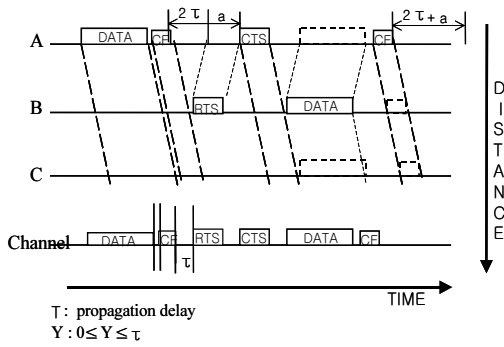 2 τ a 2 τ + a
A DATA CF CTS CF
B RTS DATA
C
Channel DATA CF τ RTS CTS DATA CF
TIME
DISTANCE
T : propagation delay
Y : 0 ≤ Y ≤ τ